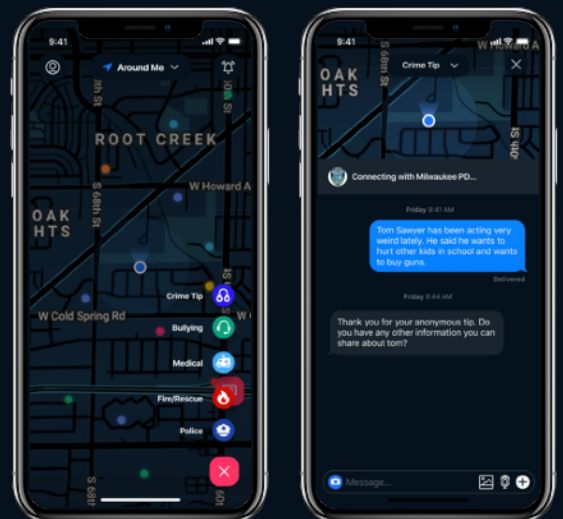 9:41
Around Me
ROOT CREEK
S 68th St
W Howard A
OAK
HTS
Crime Tip
W Cold Spring Rd
W
Bullying
Medical
Fire/Rescue
Police
S 68th
60t
9:41
W Howard A
S 68th St
OAK
HTS
Crime Tip
Connecting with Milwaukee PD...
Friday 9:41 AM
Tom Sawyer has been acting very
weird lately. He said he wants to
hurt other kids in school and wants
to buy guns.
Delivered
Friday 9:44 AM
Thank you for your anonymous tip. Do
you have any other information you can
share about tom?
Message...